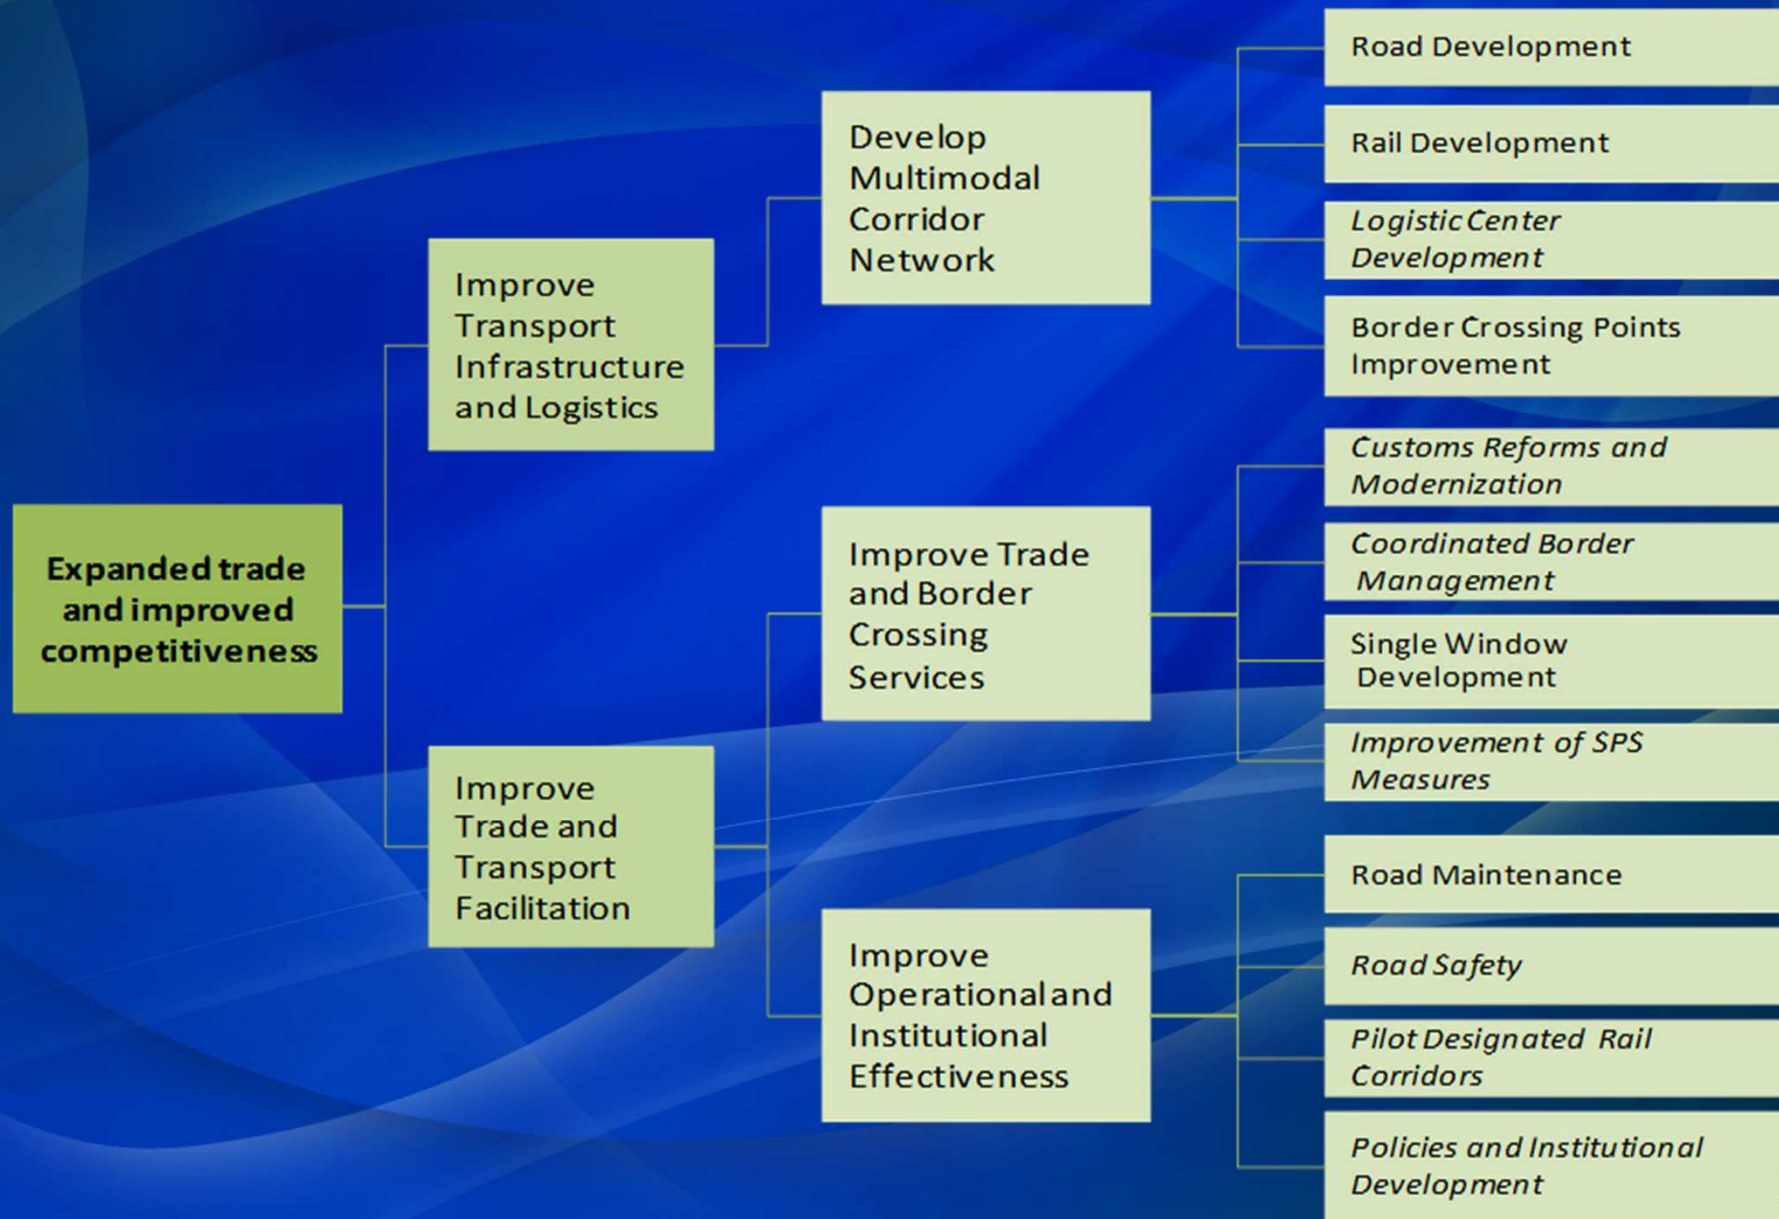 Expanded trade
and improved
competitiveness
Improve
Transport
Infrastructure
and Logistics
Improve
Trade and
Transport
Facilitation
Develop
Multimodal
Corridor
Network
Improve Trade
and Border
Crossing
Services
Improve
Operational and
Institutional
Effectiveness
Road Development
Rail Development
Logistic Center
Development
Border Crossing Points
Improvement
Customs Reforms and
Modernization
Coordinated Border
Management
Single Window
Development
Improvement of SPS
Measures
Road Maintenance
Road Safety
Pilot Designated Rail
Corridors
Policies and Institutional
Development